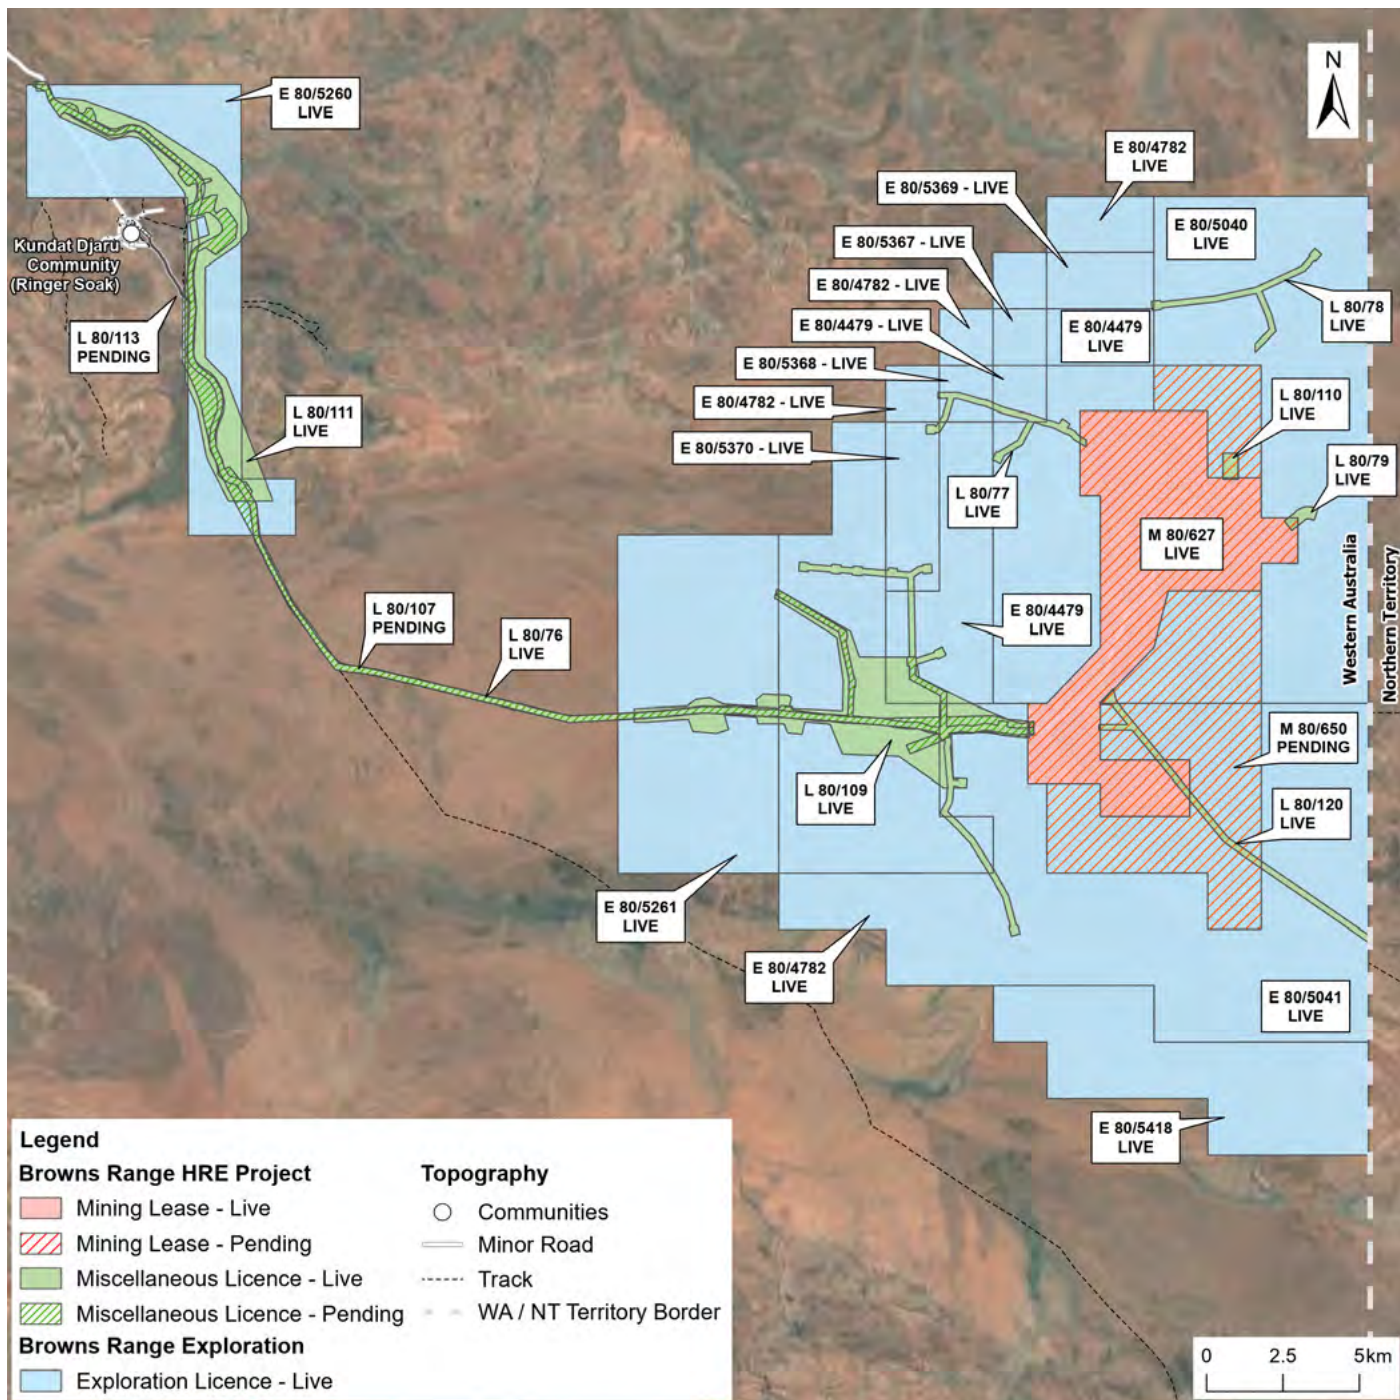 N
E 80/5260
LIVE
E 80/4782
LIVE
E 80/5369 - LIVE
E 80/5040
LIVE
E 80/5367 - LIVE
Kundat Djaru
Community
(Ringer Soak)
E 80/4782 - LIVE
L 80/78
LIVE
E 80/4479 - LIVE
E 80/4479
LIVE
L 80/113
PENDING
E 80/5368 - LIVE
L 80/110
LIVE
E 80/4782 - LIVE
L 80/111
LIVE
E 80/5370 - LIVE
L 80/79
LIVE
L 80/77
LIVE
M 80/627
LIVE
Western Australia
Northern Territory
L 80/107
PENDING
E 80/4479
LIVE
L 80/76
LIVE
M 80/650
PENDING
L 80/109
LIVE
L 80/120
LIVE
E 80/5261
LIVE
E 80/4782
LIVE
E 80/5041
LIVE
E 80/5418
LIVE
Legend
Browns Range HRE Project
Mining Lease - Live
Mining Lease - Pending
Miscellaneous Licence - Live
Miscellaneous Licence - Pending
Browns Range Exploration
Exploration Licence - Live
Topography
Communities
Minor Road
Track
WA / NT Territory Border
0 2.5 5km